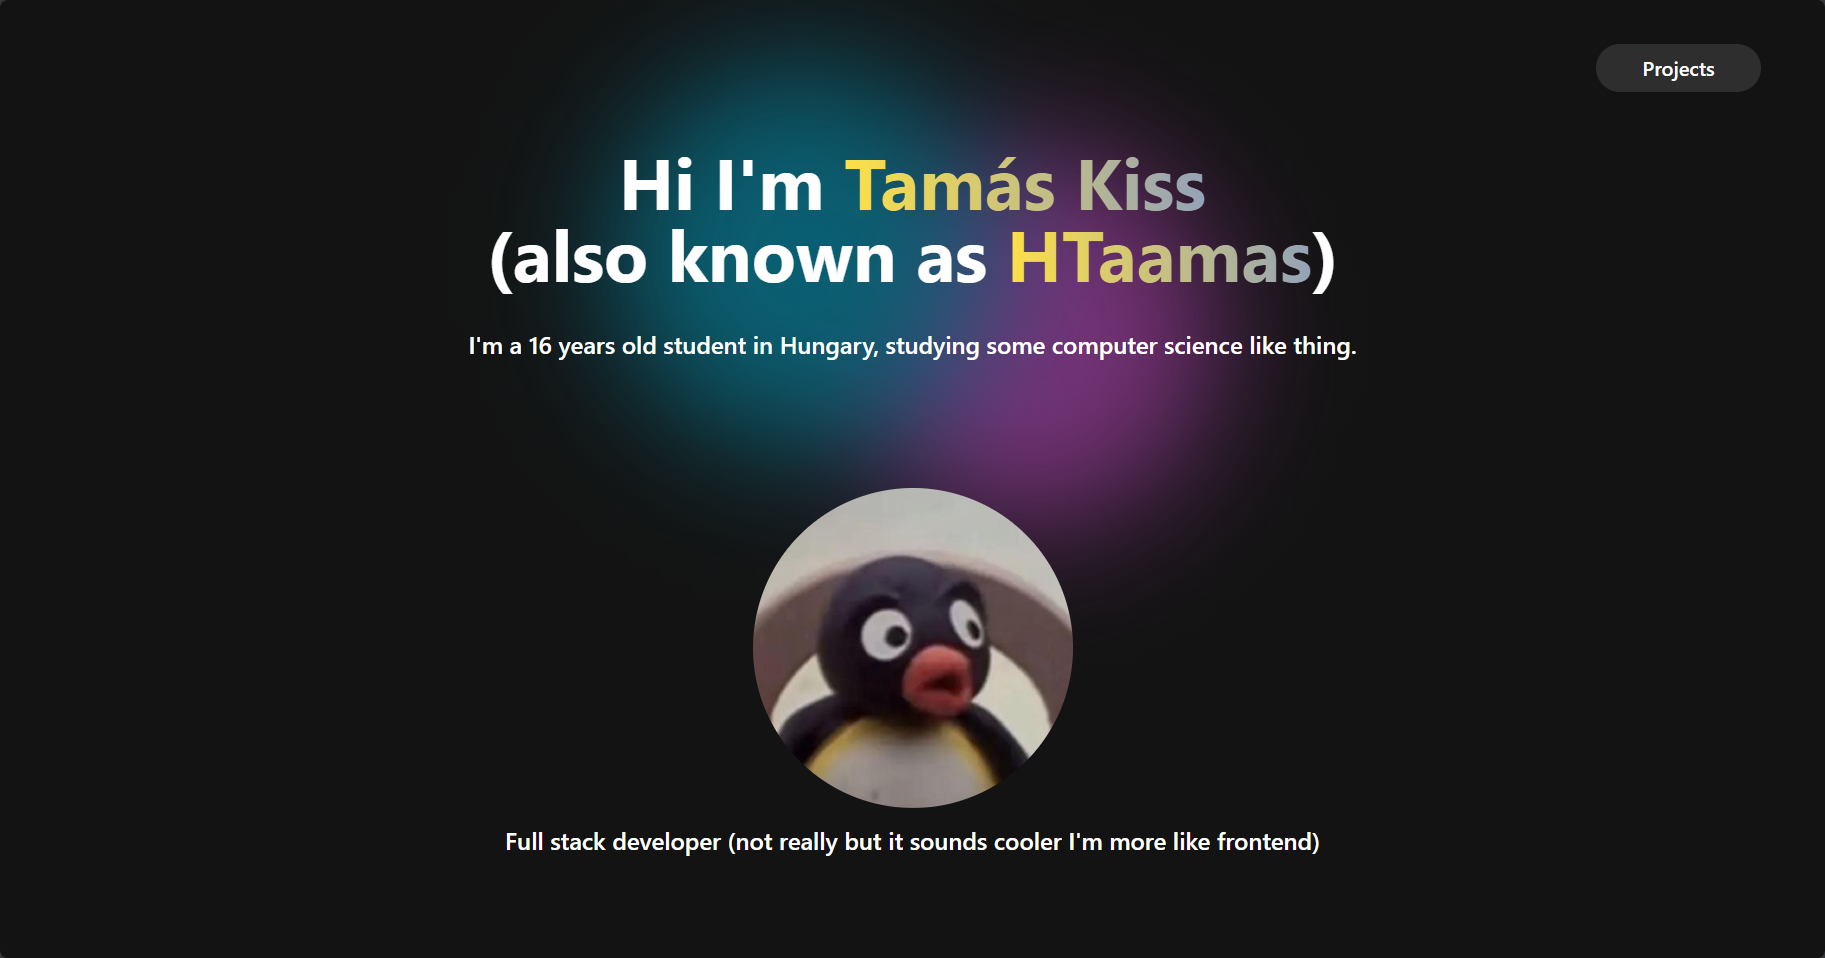 Projects
Hi I'm Tamás Kiss
(also known as HTaamas)
I'm a 16 years old student in Hungary, studying some computer science like thing.
Full stack developer (not really but it sounds cooler I'm more like frontend)